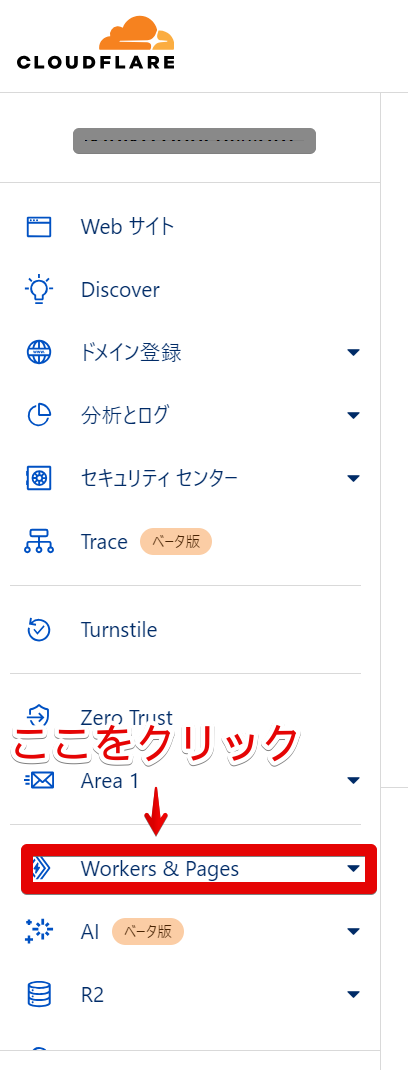 CLOUDFLARE
Web サイト
Discover
ドメイン登録
分析とログ
セキュリティ センター
Trace ベータ版
Turnstile
Zero Trust
ここをクリック
Area 1
Workers & Pages
AI ベータ版
R2